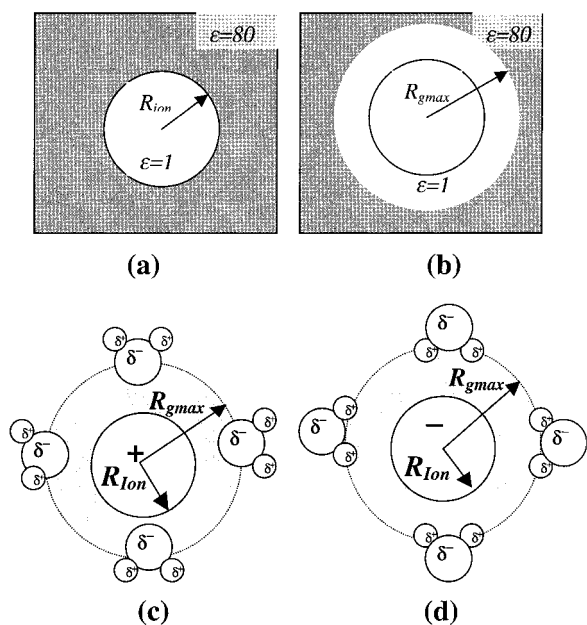 ε=80
R_ion
ε=1
(a)
ε=80
R_gmax
ε=1
(b)
δ+ δ+
δ−
R_gmax
δ+
δ−
δ+
+
R_Ion
δ+
δ−
δ+
δ−
δ+ δ+
(c)
δ−
δ+ δ+
R_gmax
δ−
δ+
δ+
−
R_Ion
δ+
δ−
δ+
δ+ δ+
δ−
(d)